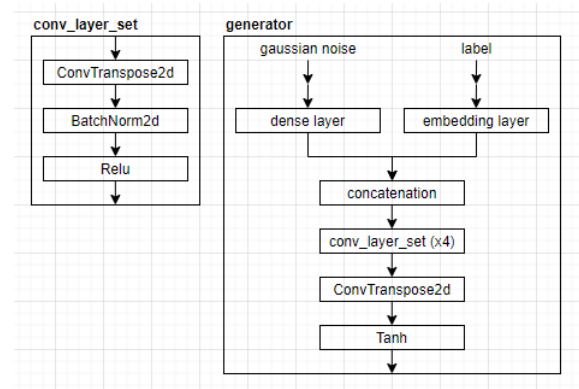 conv_layer_set
ConvTranspose2d
BatchNorm2d
Relu
generator
gaussian noise
label
dense layer
embedding layer
concatenation
conv_layer_set (x4)
ConvTranspose2d
Tanh